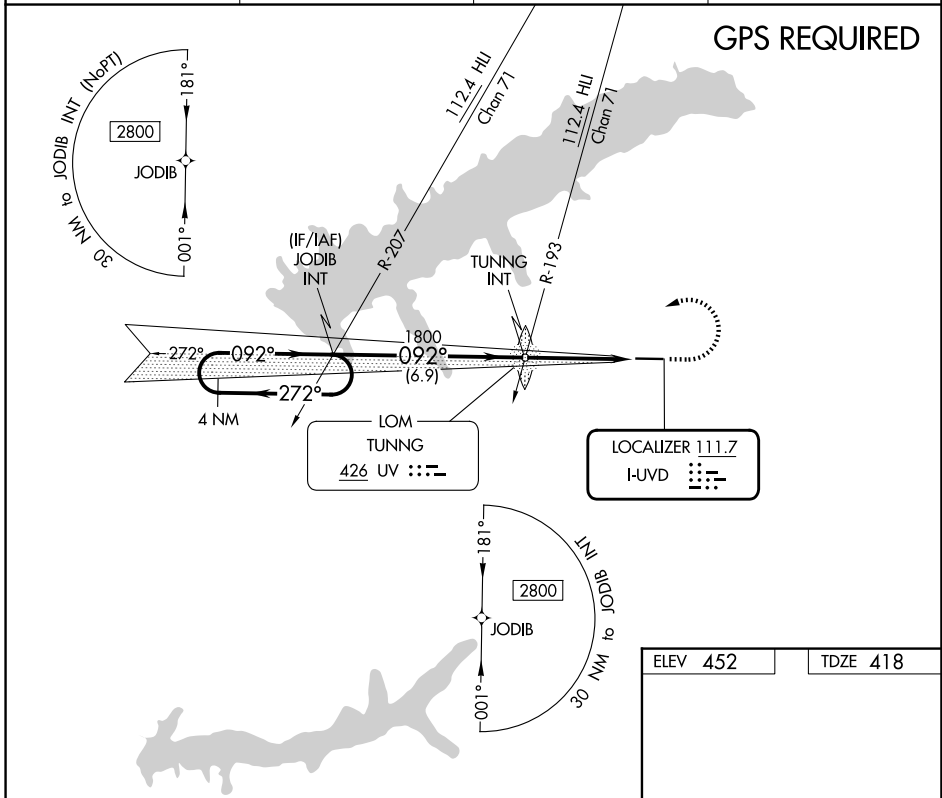 GPS REQUIRED
30 NM to JODIB INT (NoPT)
181°
2800
JODIB
001°
112.4 HLI
Chan 71
112.4 HLI
Chan 71
R-207
R-193
(IF/IAF)
JODIB
INT
TUNNG
INT
1800
272°
092°
092°
(6.9)
272°
4 NM
LOM
TUNNG
426 UV
LOCALIZER 111.7
I-UVD
181°
30 NM to JODIB INT
2800
JODIB
001°
ELEV 452
TDZE 418